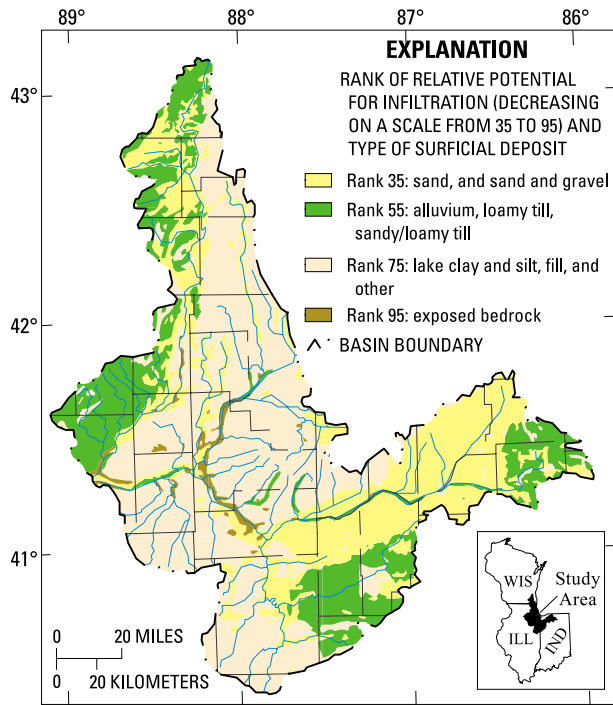 89
88
87
86
43°
42°
41°
EXPLANATION
RANK OF RELATIVE POTENTIAL
FOR INFILTRATION (DECREASING
ON A SCALE FROM 35 TO 95) AND
TYPE OF SURFICIAL DEPOSIT
Rank 35: sand, and sand and gravel
Rank 55: alluvium, loamy till,
sandy/loamy till
Rank 75: lake clay and silt, fill, and
other
Rank 95: exposed bedrock
BASIN BOUNDARY
0 20 MILES
0 20 KILOMETERS
WIS
Study
Area
ILL
IND